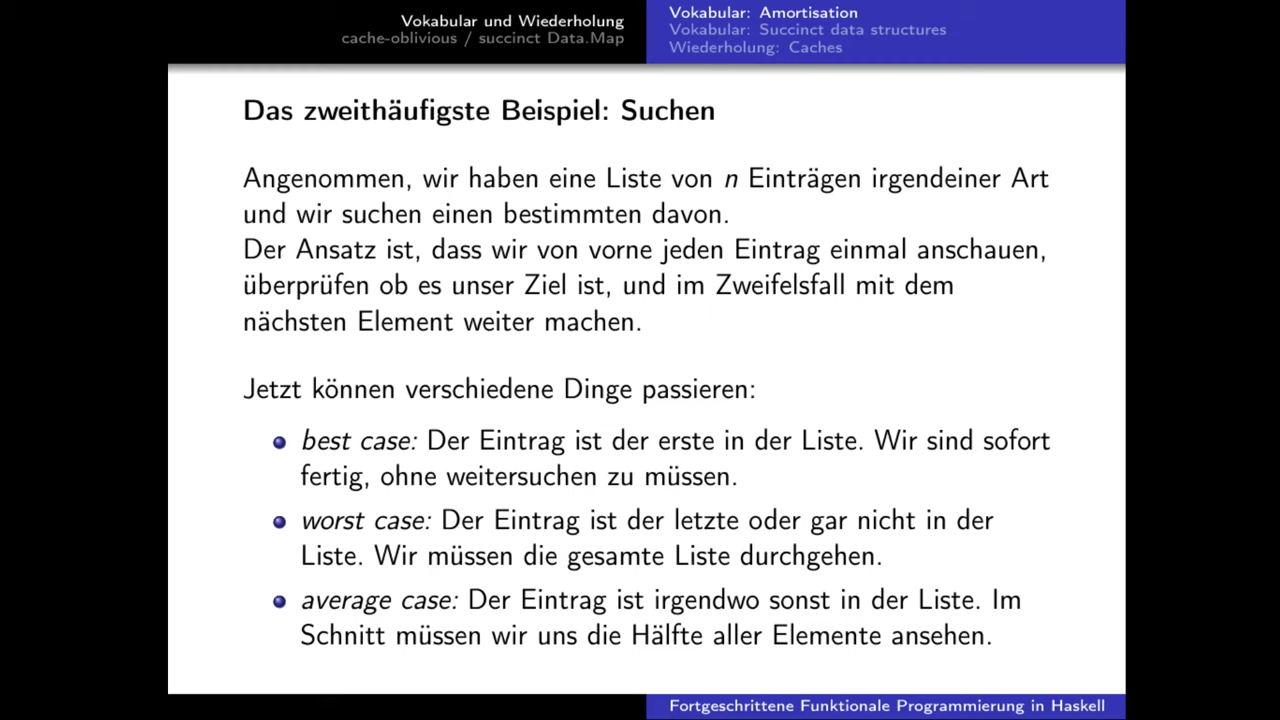 Vokabular und Wiederholung
cache-oblivious / succinct Data.Map
Vokabular: Amortisation
Vokabular: Succinct data structures
Wiederholung: Caches
Das zweithäufigste Beispiel: Suchen
Angenommen, wir haben eine Liste von n Einträgen irgendeiner Art
und wir suchen einen bestimmten davon.
Der Ansatz ist, dass wir von vorne jeden Eintrag einmal anschauen,
überprüfen ob es unser Ziel ist, und im Zweifelsfall mit dem
nächsten Element weiter machen.
Jetzt können verschiedene Dinge passieren:
best case: Der Eintrag ist der erste in der Liste. Wir sind sofort
fertig, ohne weitersuchen zu müssen.
worst case: Der Eintrag ist der letzte oder gar nicht in der
Liste. Wir müssen die gesamte Liste durchgehen.
average case: Der Eintrag ist irgendwo sonst in der Liste. Im
Schnitt müssen wir uns die Hälfte aller Elemente ansehen.
Fortgeschrittene Funktionale Programmierung in Haskell